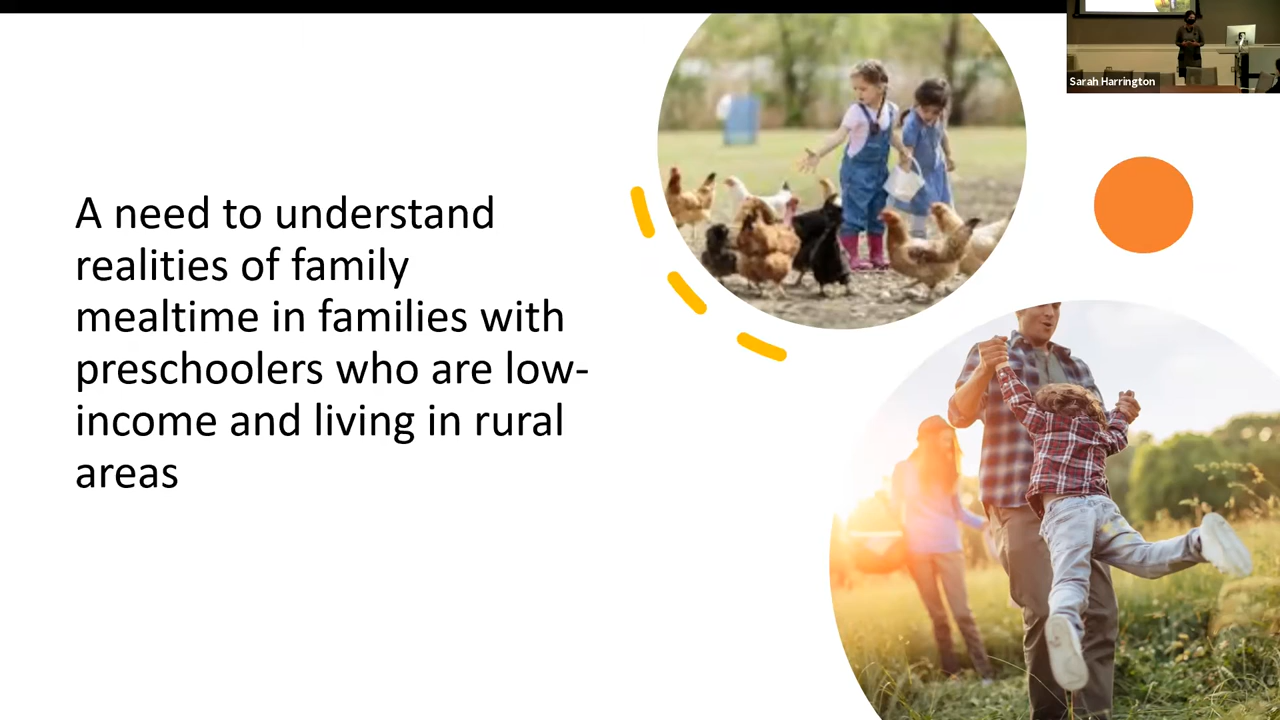 Sarah Harrington
A need to understand
realities of family
mealtime in families with
preschoolers who are low-
income and living in rural
areas